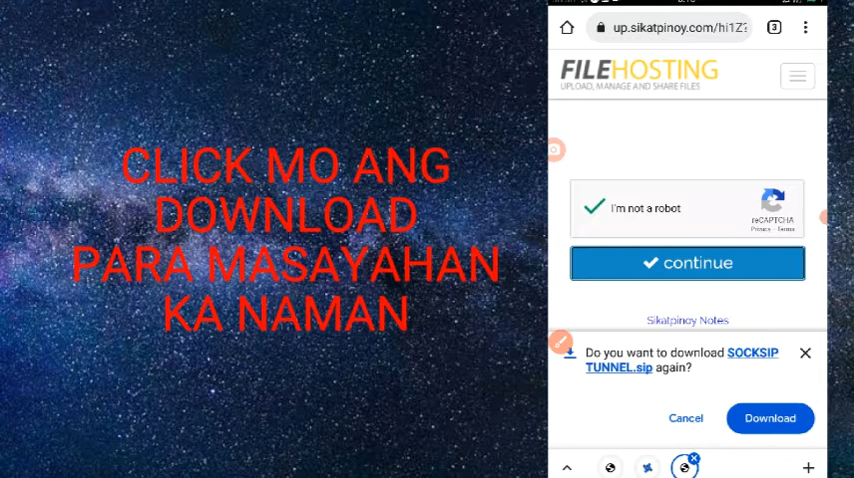 CLICK MO ANG
DOWNLOAD
PARA MASAYAHAN
KA NAMAN
up.sikatpinoy.com/hi1Z
3
FILEHOSTING
UPLOAD, MANAGE AND SHARE FILES
I'm not a robot
reCAPTCHA
Privacy - Terms
continue
Sikatpinoy Notes
Do you want to download SOCKSIP
TUNNEL.sip again?
Cancel
Download